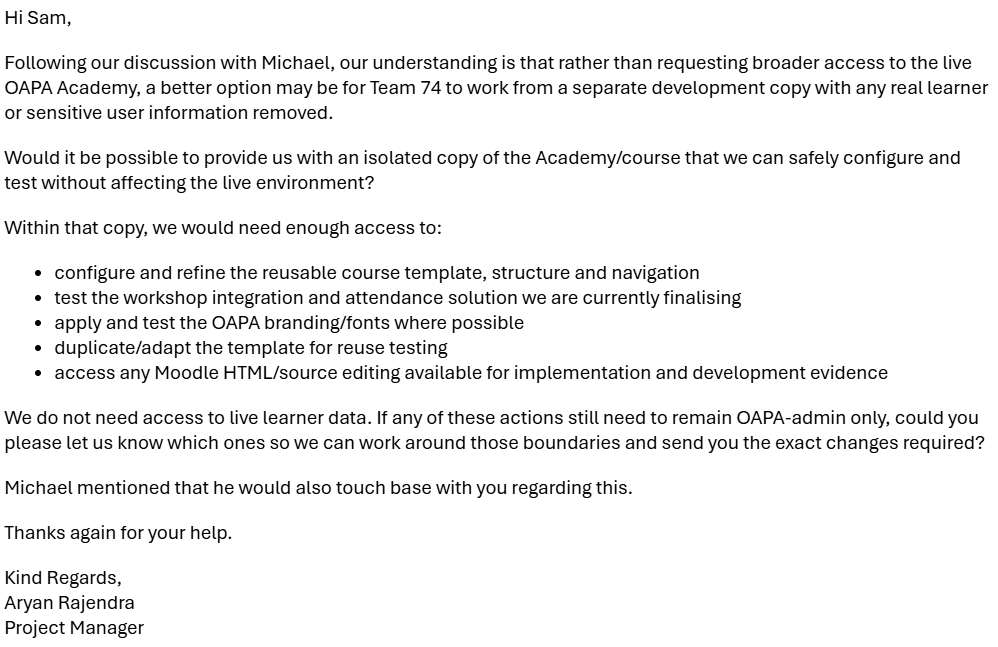 Hi Sam,
Following our discussion with Michael, our understanding is that rather than requesting broader access to the live
OAPA Academy, a better option may be for Team 74 to work from a separate development copy with any real learner
or sensitive user information removed.
Would it be possible to provide us with an isolated copy of the Academy/course that we can safely configure and
test without affecting the live environment?
Within that copy, we would need enough access to:
• configure and refine the reusable course template, structure and navigation
• test the workshop integration and attendance solution we are currently finalising
• apply and test the OAPA branding/fonts where possible
• duplicate/adapt the template for reuse testing
• access any Moodle HTML/source editing available for implementation and development evidence
We do not need access to live learner data. If any of these actions still need to remain OAPA-admin only, could you
please let us know which ones so we can work around those boundaries and send you the exact changes required?
Michael mentioned that he would also touch base with you regarding this.
Thanks again for your help.
Kind Regards,
Aryan Rajendra
Project Manager